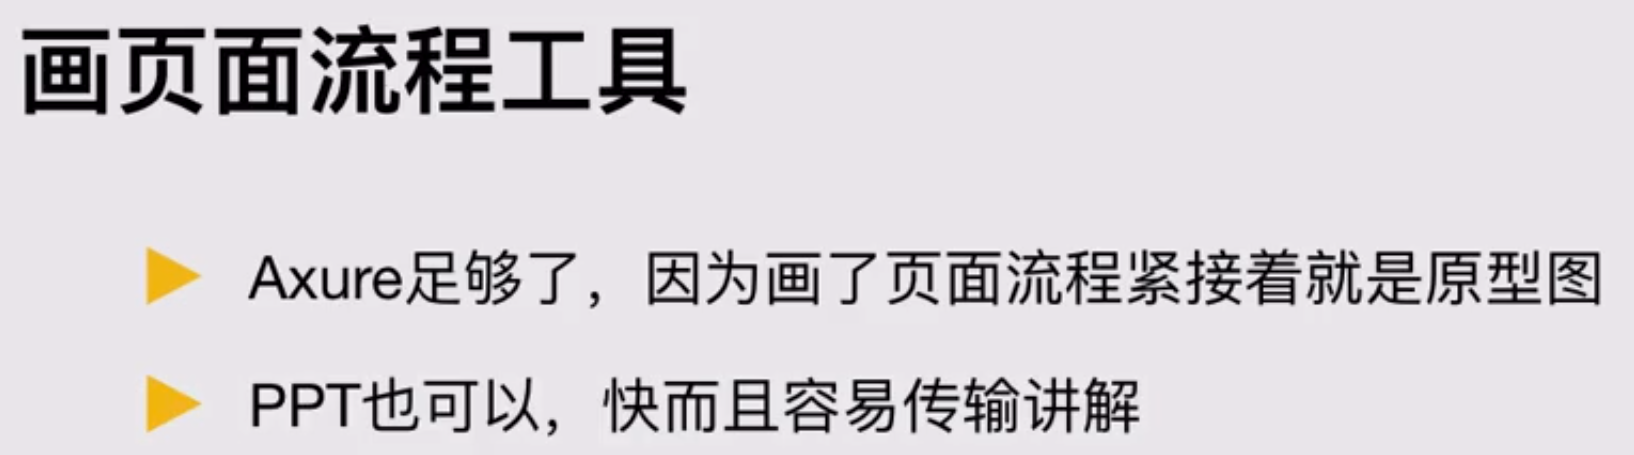 画页面流程工具
Axure足够了，因为画了页面流程紧接着就是原型图
PPT也可以，快而且容易传输讲解